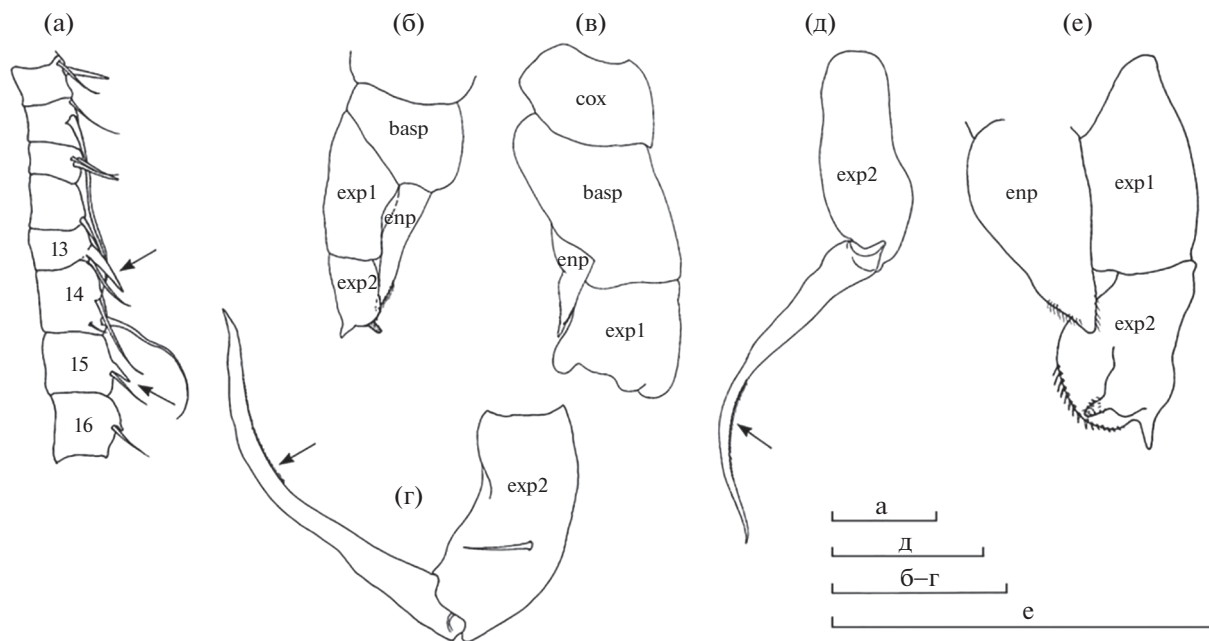 (а)
(б)
(в)
(д)
(е)
cox
basp
basp
exp2
exp1
enp
exp1
enp
enp
13
exp2
14
exp1
exp2
15
16
(г)
exp2
а
д
б–г
е